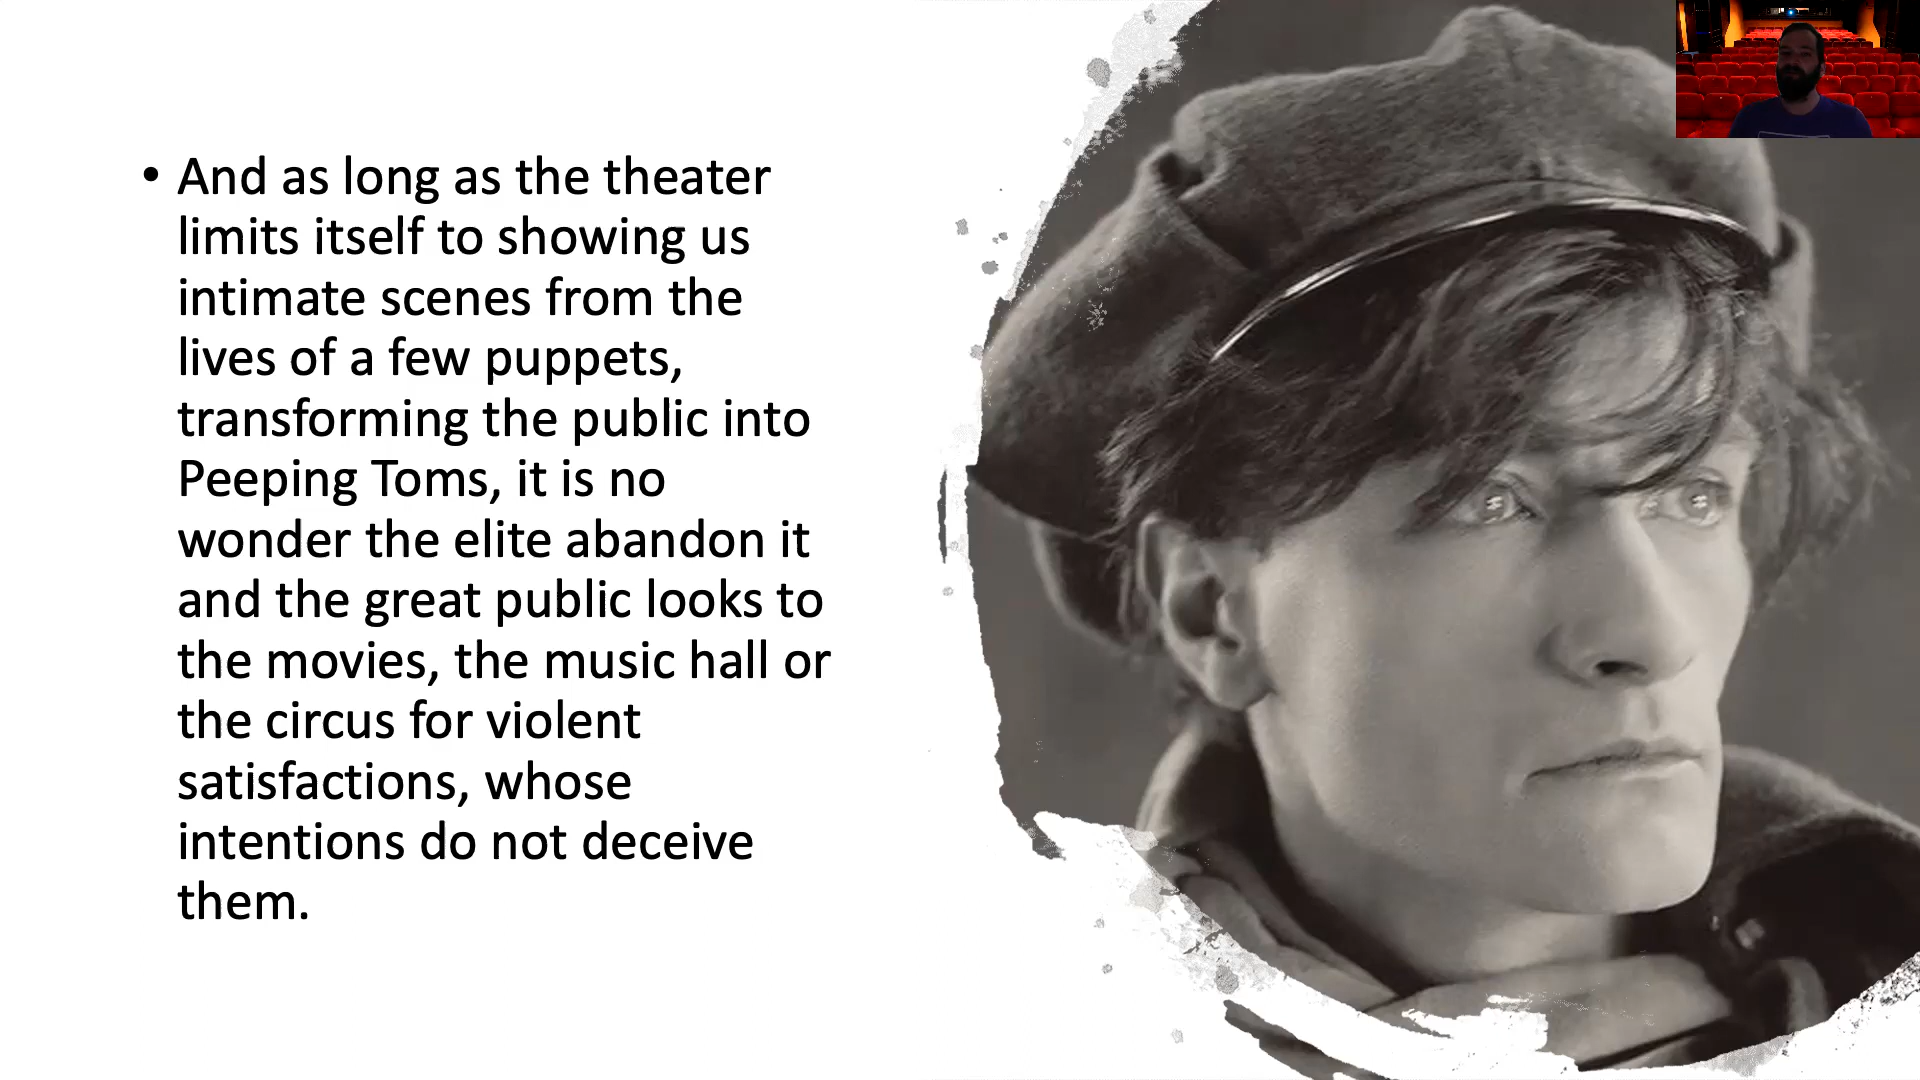 • And as long as the theater
limits itself to showing us
intimate scenes from the
lives of a few puppets,
transforming the public into
Peeping Toms, it is no
wonder the elite abandon it
and the great public looks to
the movies, the music hall or
the circus for violent
satisfactions, whose
intentions do not deceive
them.